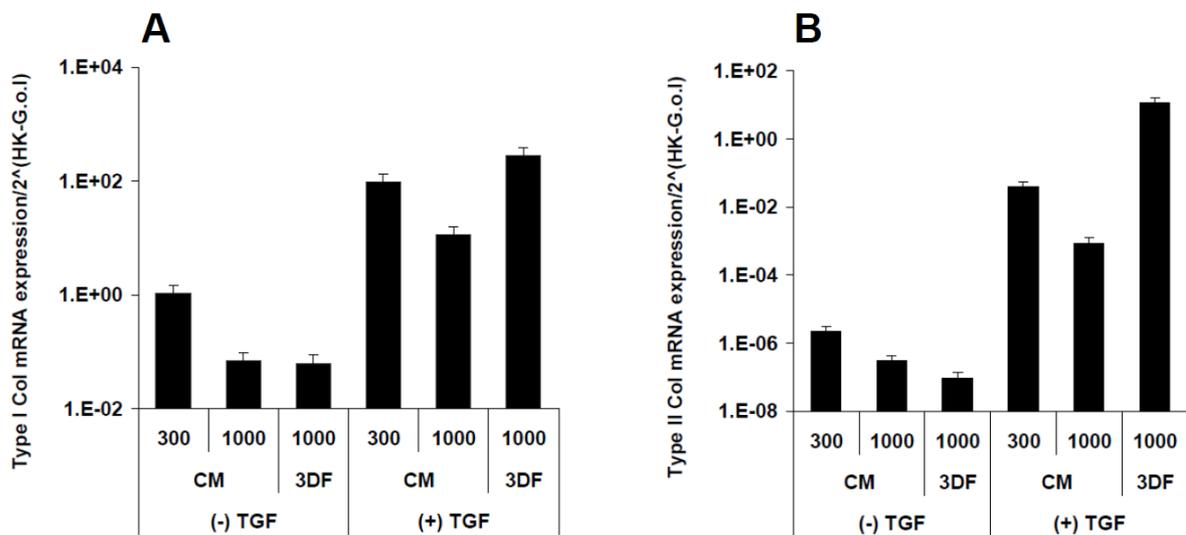 A
Type I Col mRNA expression/2^(HK-G.o.I)
1.E+04
1.E+02
1.E+00
1.E-02
300 1000 1000 300 1000 1000
CM 3DF CM 3DF
(-) TGF (+) TGF
B
Type II Col mRNA expression/2^(HK-G.o.I)
1.E+02
1.E+00
1.E-02
1.E-04
1.E-06
1.E-08
300 1000 1000 300 1000 1000
CM 3DF CM 3DF
(-) TGF (+) TGF